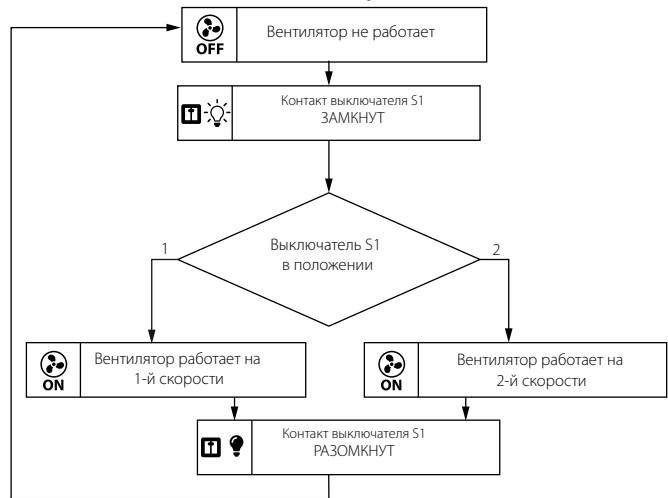 OFF
Вентилятор не работает
Контакт выключателя S1
ЗАМКНУТ
Выключатель S1
в положении
1
2
ON
Вентилятор работает на
1-й скорости
ON
Вентилятор работает на
2-й скорости
Контакт выключателя S1
РАЗОМКНУТ